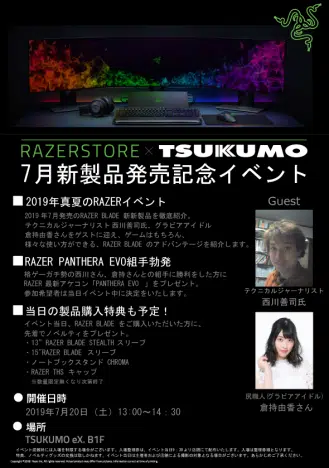 RAZERSTORE × TSUKUMO
7月新製品発売記念イベント
■ 2019年真夏のRAZERイベント
2019年7月発売のRAZER BLADE 新新製品を徹底紹介。
テクニカルジャーナリスト西川善司氏、グラビアアイドル
倉持由香さんをゲストに迎え、ゲームはもちろん、
様々な使い方ができる、RAZER BLADE のアドバンテージを紹介します。
Guest
テクニカルジャーナリスト
西川善司氏
■ RAZER PANTHERA EVO組手勃発
格ゲーガチ勢の西川さん、倉持さんとの組手に勝利をした方に
RAZER 最新アケコン「PANTHERA EVO 」をプレゼント。
参加希望者は当日イベント中に決定をいたします。
■ 当日の製品購入特典も予定!
イベント当日、RAZER BLADE をご購入いただいた方に、
先着でノベルティをプレゼント。
・13" RAZER BLADE STEALTH スリーブ
・15"RAZER BLADE スリーブ
・ノートブックスタンド CHROMA
・RAZER THS キャップ
※数量限定無くなり次第終了
尻職人(グラビアアイドル)
倉持由香さん
● 開催日時
2019年7月20日(土)13:00～14:30
● 場所
TSUKUMO eX. B1F